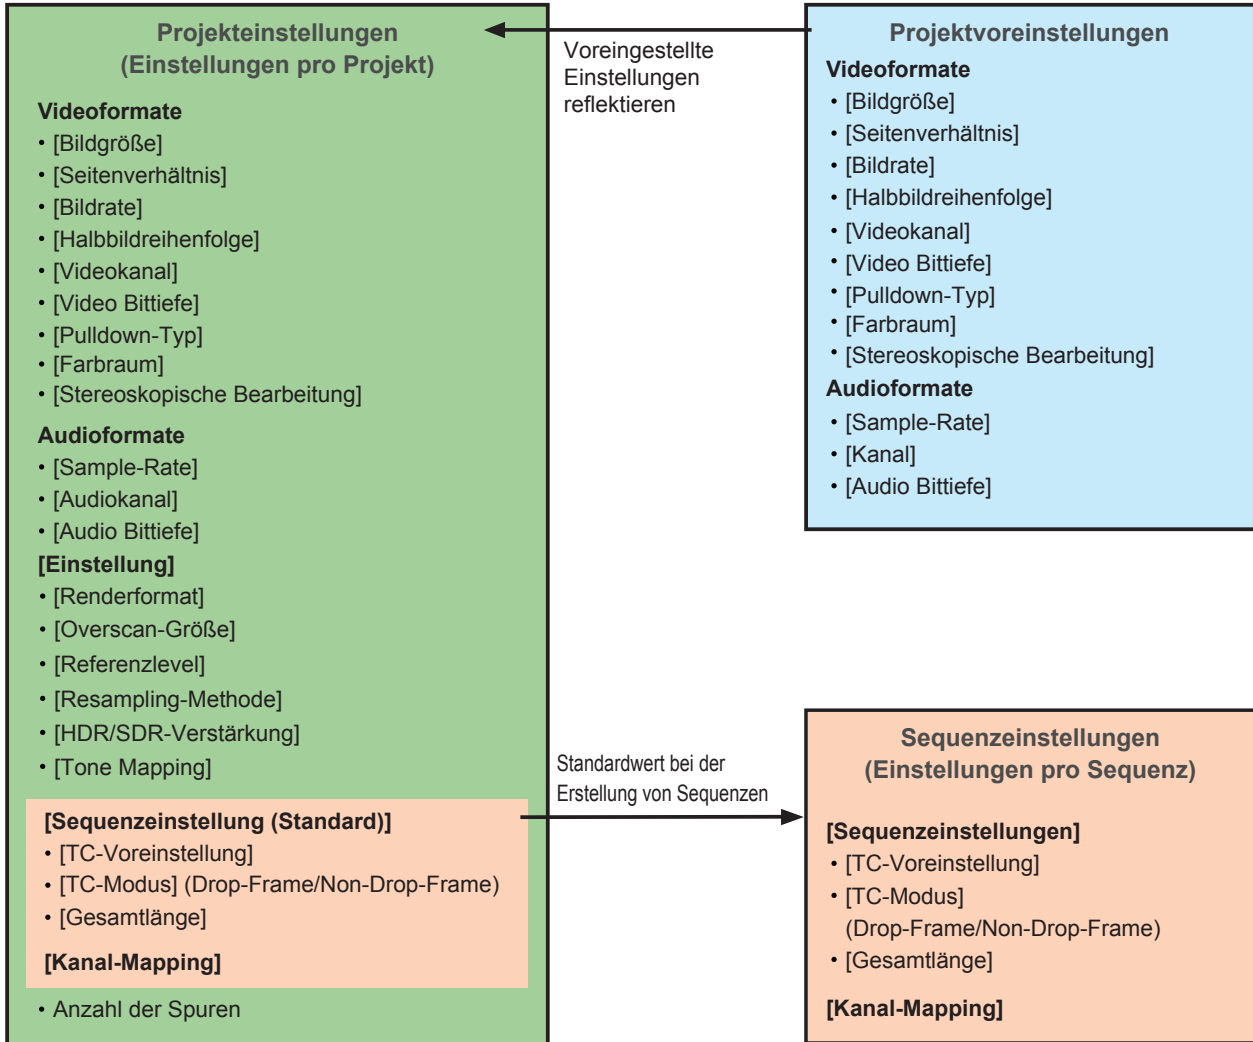 Projekteinstellungen
(Einstellungen pro Projekt)
Videoformate
• [Bildgröße]
• [Seitenverhältnis]
• [Bildrate]
• [Halbbildreihenfolge]
• [Videokanal]
• [Video Bittiefe]
• [Pulldown-Typ]
• [Farbraum]
• [Stereoskopische Bearbeitung]
Audioformate
• [Sample-Rate]
• [Audiokanal]
• [Audio Bittiefe]
[Einstellung]
• [Renderformat]
• [Overscan-Größe]
• [Referenzlevel]
• [Resampling-Methode]
• [HDR/SDR-Verstärkung]
• [Tone Mapping]
[Sequenzeinstellung (Standard)]
• [TC-Voreinstellung]
• [TC-Modus] (Drop-Frame/Non-Drop-Frame)
• [Gesamtlänge]
[Kanal-Mapping]
• Anzahl der Spuren
Voreingestellte
Einstellungen
reflektieren
Projektvoreinstellungen
Videoformate
• [Bildgröße]
• [Seitenverhältnis]
• [Bildrate]
• [Halbbildreihenfolge]
• [Videokanal]
• [Video Bittiefe]
• [Pulldown-Typ]
• [Farbraum]
• [Stereoskopische Bearbeitung]
Audioformate
• [Sample-Rate]
• [Kanal]
• [Audio Bittiefe]
Standardwert bei der
Erstellung von Sequenzen
Sequenzeinstellungen
(Einstellungen pro Sequenz)
[Sequenzeinstellungen]
• [TC-Voreinstellung]
• [TC-Modus]
(Drop-Frame/Non-Drop-Frame)
• [Gesamtlänge]
[Kanal-Mapping]